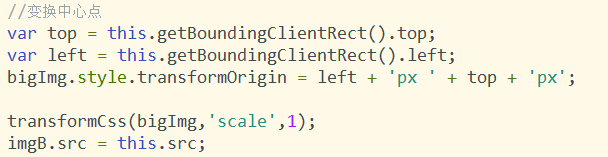 //变换中心点
var top = this.getBoundingClientRect().top;
var left = this.getBoundingClientRect().left;
bigImg.style.transformOrigin = left + 'px ' + top + 'px';
transformCss(bigImg,'scale',1);
imgB.src = this.src;